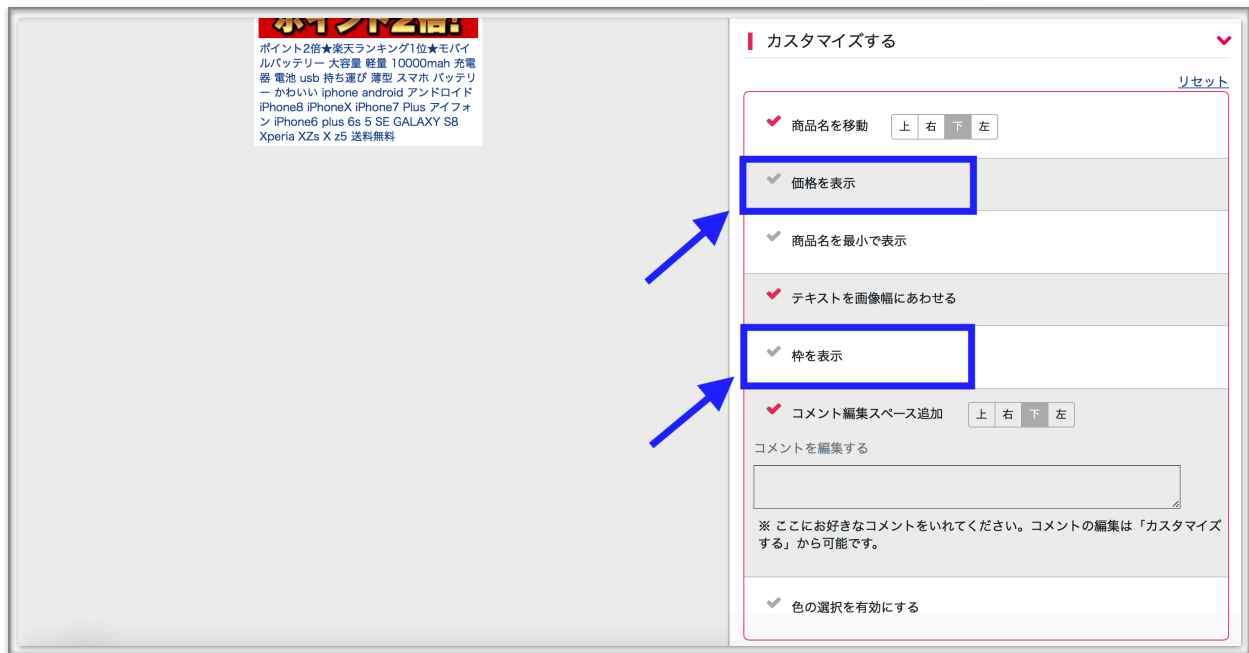 ポイント2倍!
ポイント2倍★楽天ランキング1位★モバイ
ルバッテリー 大容量 軽量 10000mah 充電
器 電池 usb 持ち運び 薄型 スマホ バッテリ
ー かわいい iphone android アンドロイド
iPhone8 iPhoneX iPhone7 Plus アイフォ
ン iPhone6 plus 6s 5 SE GALAXY S8
Xperia XZs X z5 送料無料
カスタマイズする
リセット
商品名を移動 上 右 下 左
価格を表示
商品名を最小で表示
テキストを画像幅にあわせる
枠を表示
コメント編集スペース追加 上 右 下 左
コメントを編集する
※ ここにお好きなコメントをいれてください。コメントの編集は「カスタマイズ
する」から可能です。
色の選択を有効にする